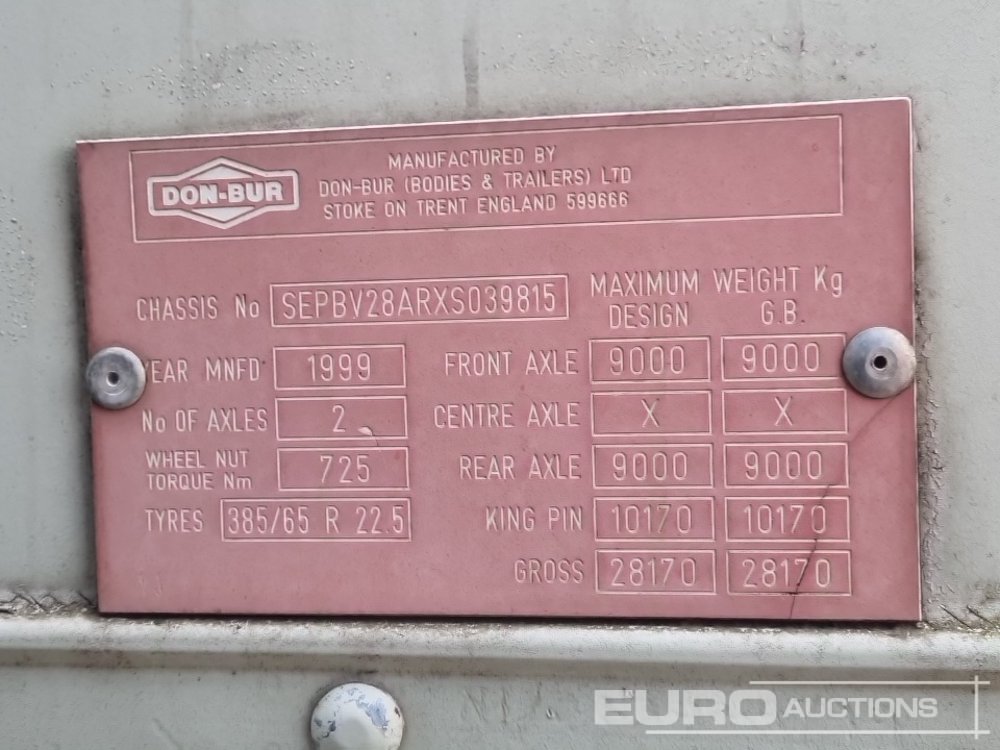 DON-BUR
MANUFACTURED BY
DON-BUR (BODIES & TRAILERS) LTD
STOKE ON TRENT ENGLAND 599666
CHASSIS No SEPBV28ARXS039815
MAXIMUM WEIGHT Kg
DESIGN G.B.
YEAR MNFD 1999
FRONT AXLE 9000 9000
No OF AXLES 2
CENTRE AXLE X X
WHEEL NUT
TORQUE Nm 725
REAR AXLE 9000 9000
TYRES 385/65 R 22.5
KING PIN 10170 10170
GROSS 28170 28170
EURO AUCTIONS